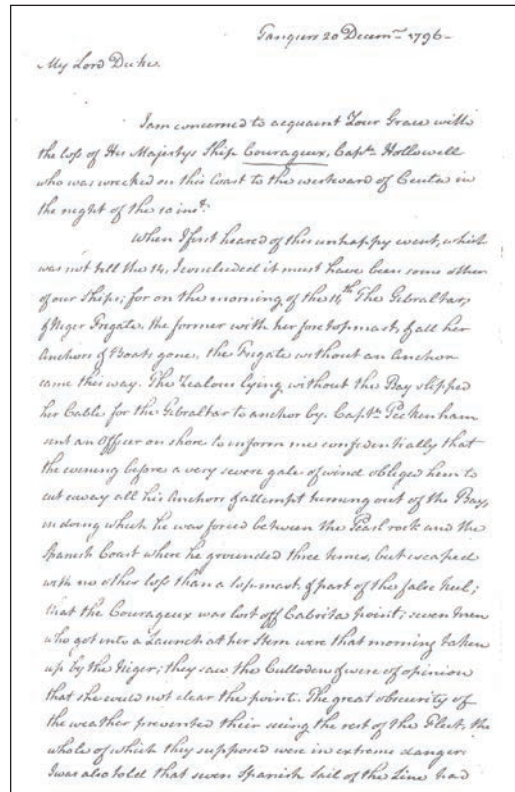 Tangiers 20 Decemr 1796-
My Lord Duke.
I am concerned to acquaint Your Grace with
the loss of His Majestys Ship Courageux, Captn Hollowell
who was wrecked on this Coast to the westward of Ceuta in
the night of the 10 inst.
When I first heared of this unhappy event, which
was not till the 14, I concluded it must have been some other
of our Ships; for on the morning of the 11th The Gibraltar,
& Niger Frigate, the former with her foretopmast, & all her
Anchors & Boats gone, the Frigate without an Anchor
came this way. The Zealous lying without the Bay slipped
her Cable for the Gibraltar to anchor by. Captn Peckenham
sent an Officer on shore to inform me confidentially that
the evening before a very severe gale of wind obliged him to
cut away all his Anchors & attempt turning out of the Bay,
in doing which he was forced between the Pearl rock and the
Spanish Coast where he grounded three times, but escaped
with no other loss than a topmast & part of the false keel;
that the Courageux was lost off Cabrita point; seven men
who got into a Launch at her Stern were that morning taken
up by the Niger; they saw the Culloden & were of opinion
that she could not clear the point. The great obscurity of
the weather prevented their seeing the rest of the Fleet, the
whole of which they supposed were in extreme danger.
I was also told that seven Spanish Sail of the Line had